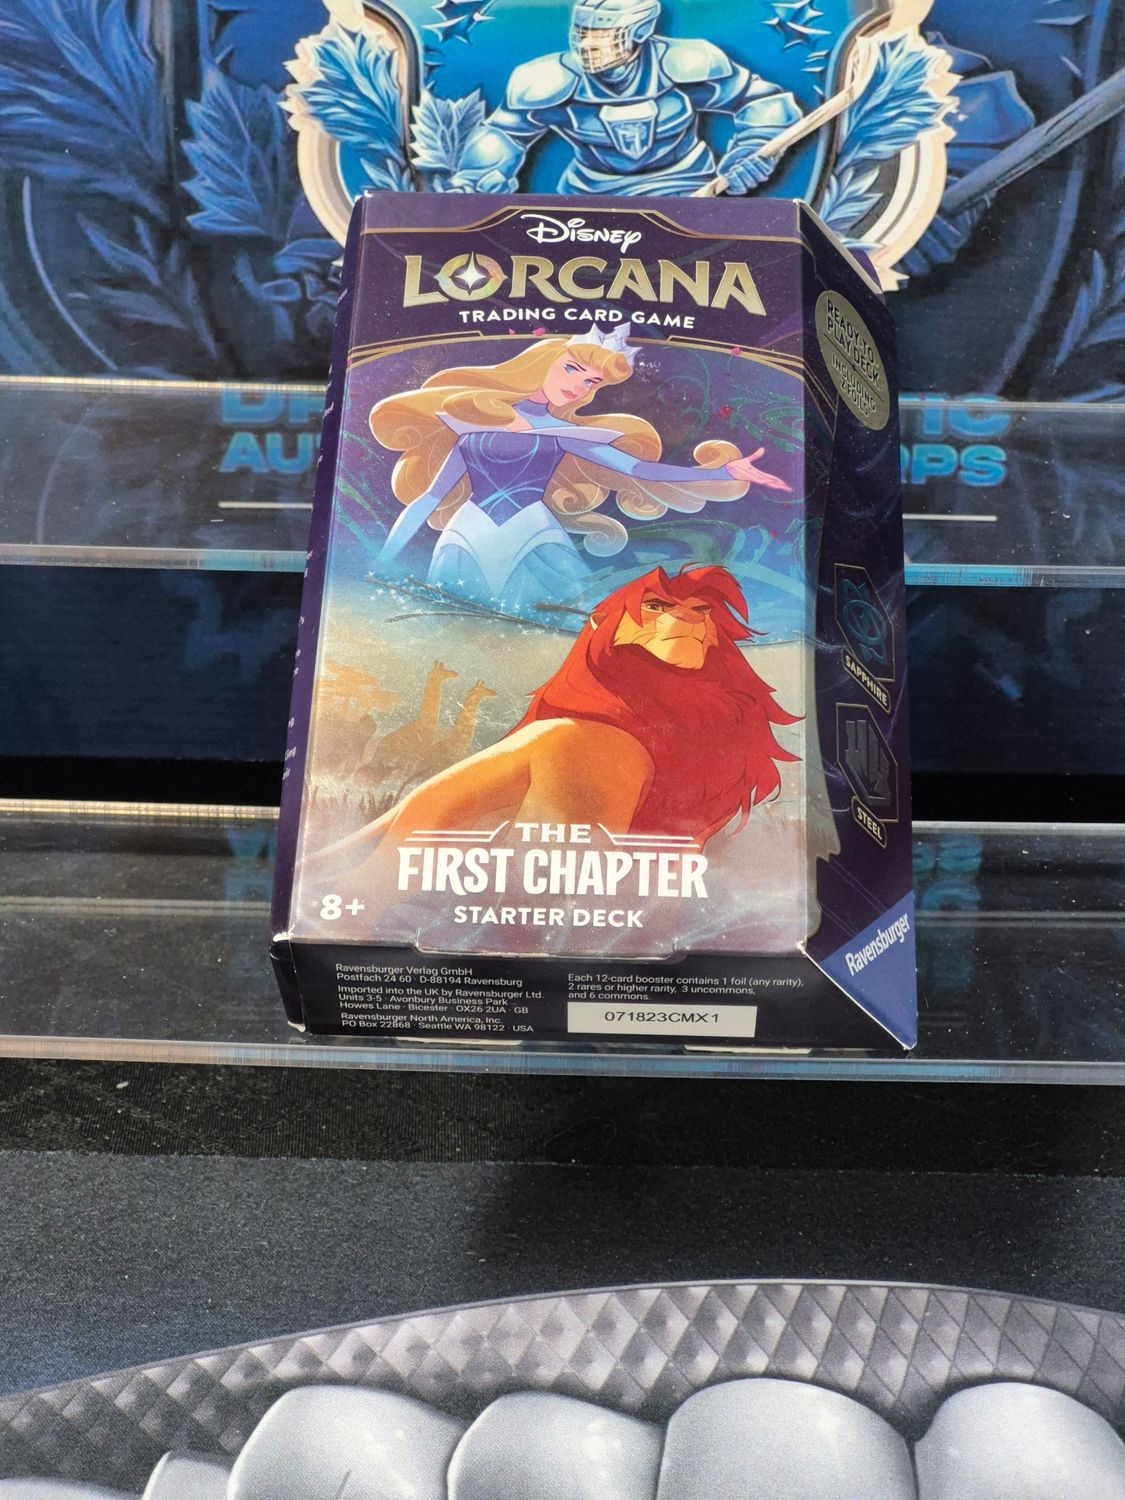 DISNEY
LORCANA
TRADING CARD GAME
READY-TO-
PLAY DECK
INCLUDING
2 FOILS
SAPPHIRE
STEEL
THE
FIRST CHAPTER
8+
STARTER DECK
Ravensburger
Ravensburger Verlag GmbH
Postfach 24 60 · D-88194 Ravensburg
Imported into the UK by Ravensburger Ltd.
Units 3-5 · Avonbury Business Park
Howes Lane · Bicester · OX26 2UA · GB
Ravensburger North America, Inc.
PO Box 22868 · Seattle WA 98122 · USA
Each 12-card booster contains 1 foil (any rarity),
2 rares or higher rarity, 3 uncommons,
and 6 commons.
071823CMX1